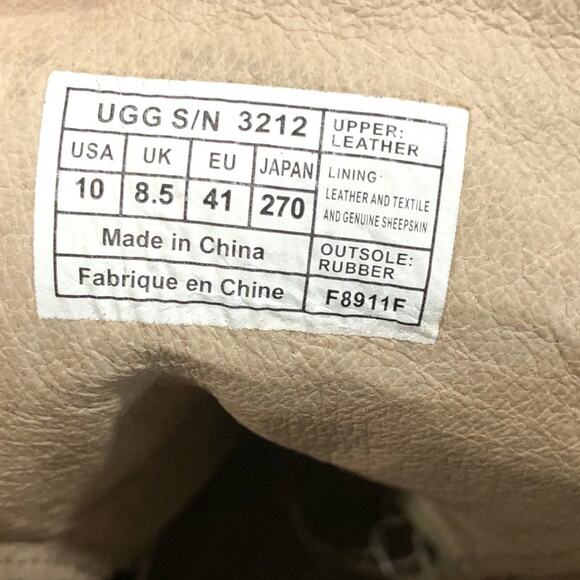 UGG S/N 3212
USA UK EU JAPAN
10 8.5 41 270
Made in China
Fabrique en Chine
UPPER:
LEATHER
LINING:
LEATHER AND TEXTILE
AND GENUINE SHEEPSKIN
OUTSOLE:
RUBBER
F8911F